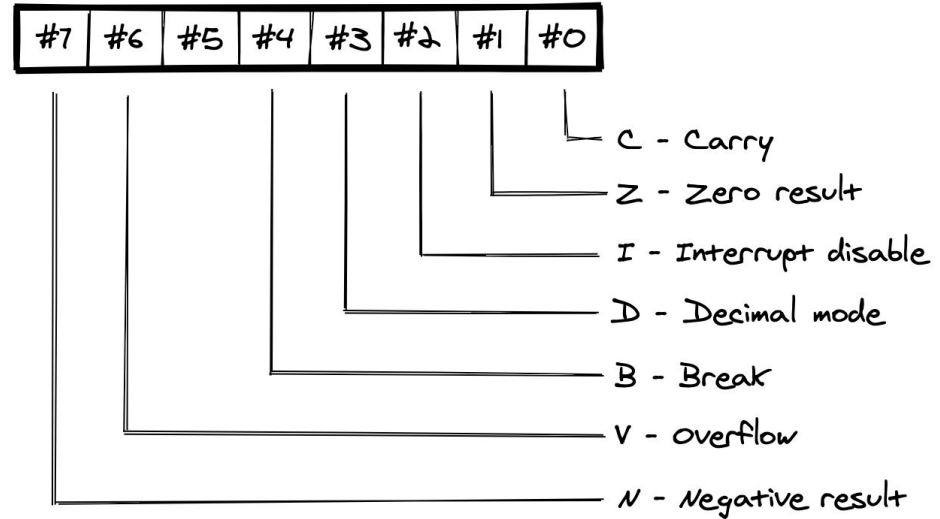 #7 #6 #5 #4 #3 #2 #1 #0
C - Carry
Z - Zero result
I - Interrupt disable
D - Decimal mode
B - Break
V - Overflow
N - Negative result